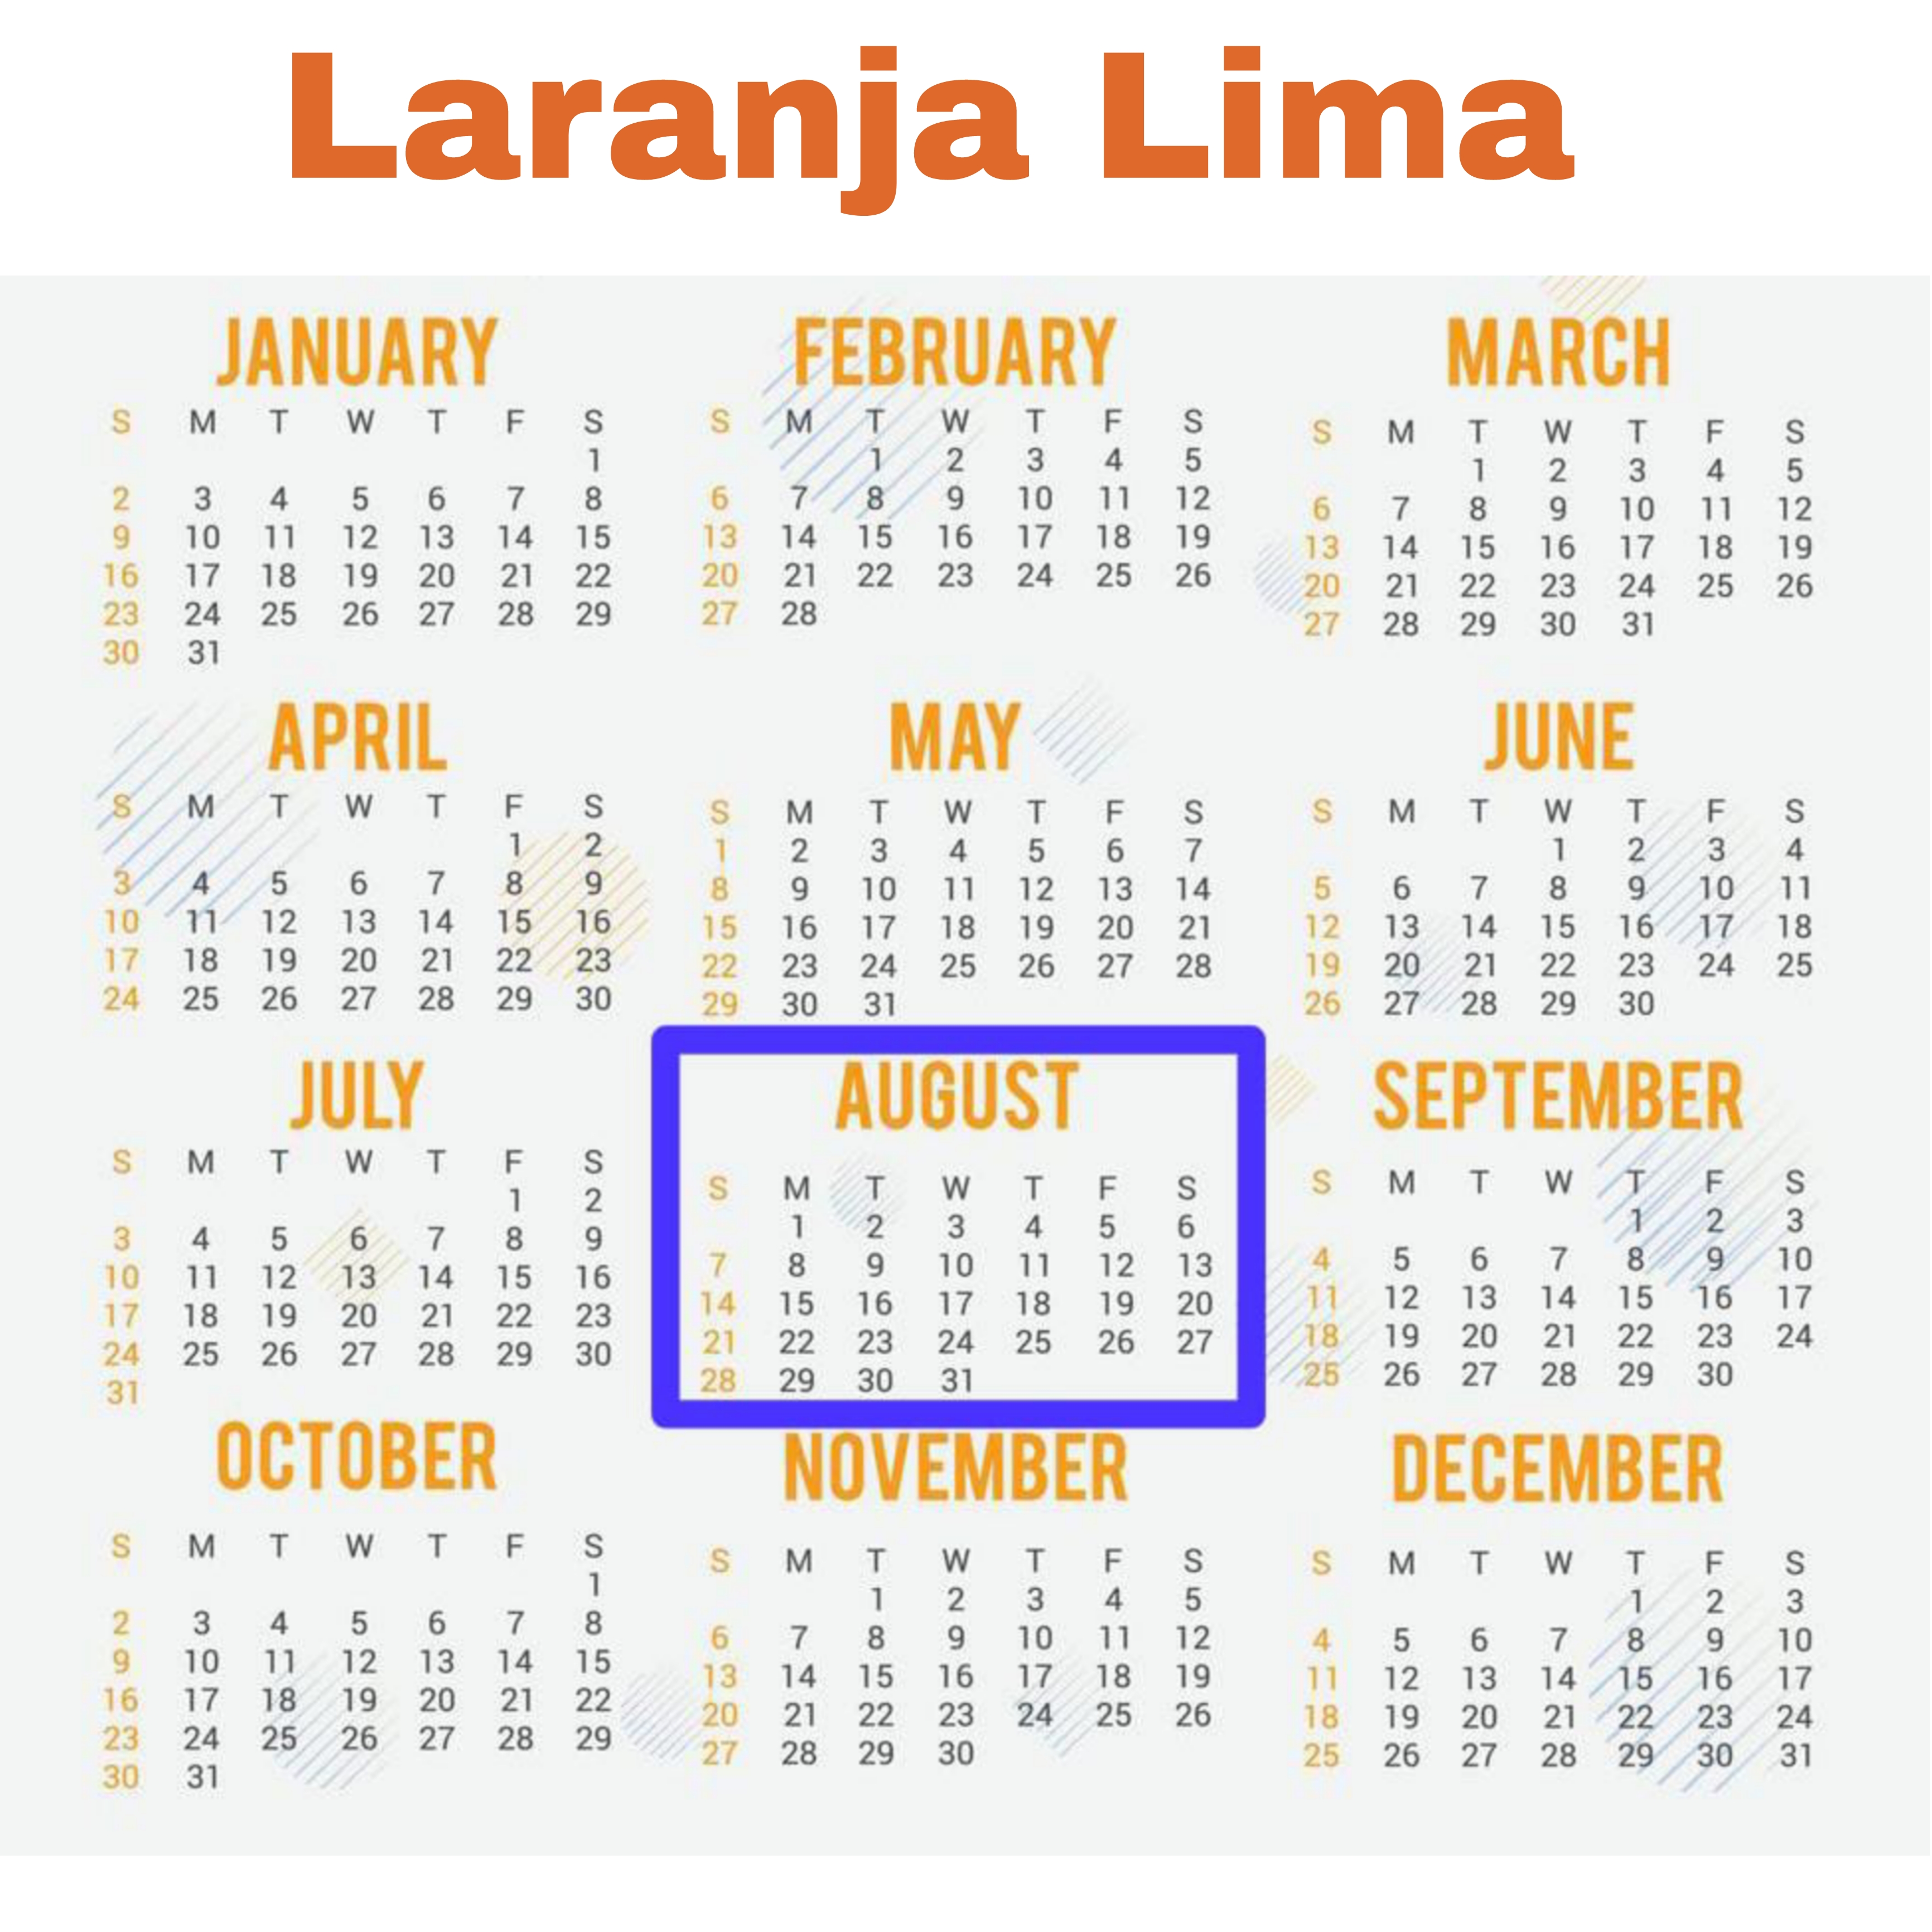 Laranja Lima
JANUARY
S M T W T F S
1
2 3 4 5 6 7 8
9 10 11 12 13 14 15
16 17 18 19 20 21 22
23 24 25 26 27 28 29
30 31
FEBRUARY
S M T W T F S
1 2 3 4 5
6 7 8 9 10 11 12
13 14 15 16 17 18 19
20 21 22 23 24 25 26
27 28
MARCH
S M T W T F S
1 2 3 4 5
6 7 8 9 10 11 12
13 14 15 16 17 18 19
20 21 22 23 24 25 26
27 28 29 30 31
APRIL
S M T W T F S
1 2
3 4 5 6 7 8 9
10 11 12 13 14 15 16
17 18 19 20 21 22 23
24 25 26 27 28 29 30
MAY
S M T W T F S
1 2 3 4 5 6 7
8 9 10 11 12 13 14
15 16 17 18 19 20 21
22 23 24 25 26 27 28
29 30 31
JUNE
S M T W T F S
1 2 3 4
5 6 7 8 9 10 11
12 13 14 15 16 17 18
19 20 21 22 23 24 25
26 27 28 29 30
JULY
S M T W T F S
1 2
3 4 5 6 7 8 9
10 11 12 13 14 15 16
17 18 19 20 21 22 23
24 25 26 27 28 29 30
31
AUGUST
S M T W T F S
1 2 3 4 5 6
7 8 9 10 11 12 13
14 15 16 17 18 19 20
21 22 23 24 25 26 27
28 29 30 31
SEPTEMBER
S M T W T F S
1 2 3
4 5 6 7 8 9 10
11 12 13 14 15 16 17
18 19 20 21 22 23 24
25 26 27 28 29 30
OCTOBER
S M T W T F S
1
2 3 4 5 6 7 8
9 10 11 12 13 14 15
16 17 18 19 20 21 22
23 24 25 26 27 28 29
30 31
NOVEMBER
S M T W T F S
1 2 3 4 5
6 7 8 9 10 11 12
13 14 15 16 17 18 19
20 21 22 23 24 25 26
27 28 29 30
DECEMBER
S M T W T F S
1 2 3
4 5 6 7 8 9 10
11 12 13 14 15 16 17
18 19 20 21 22 23 24
25 26 27 28 29 30 31